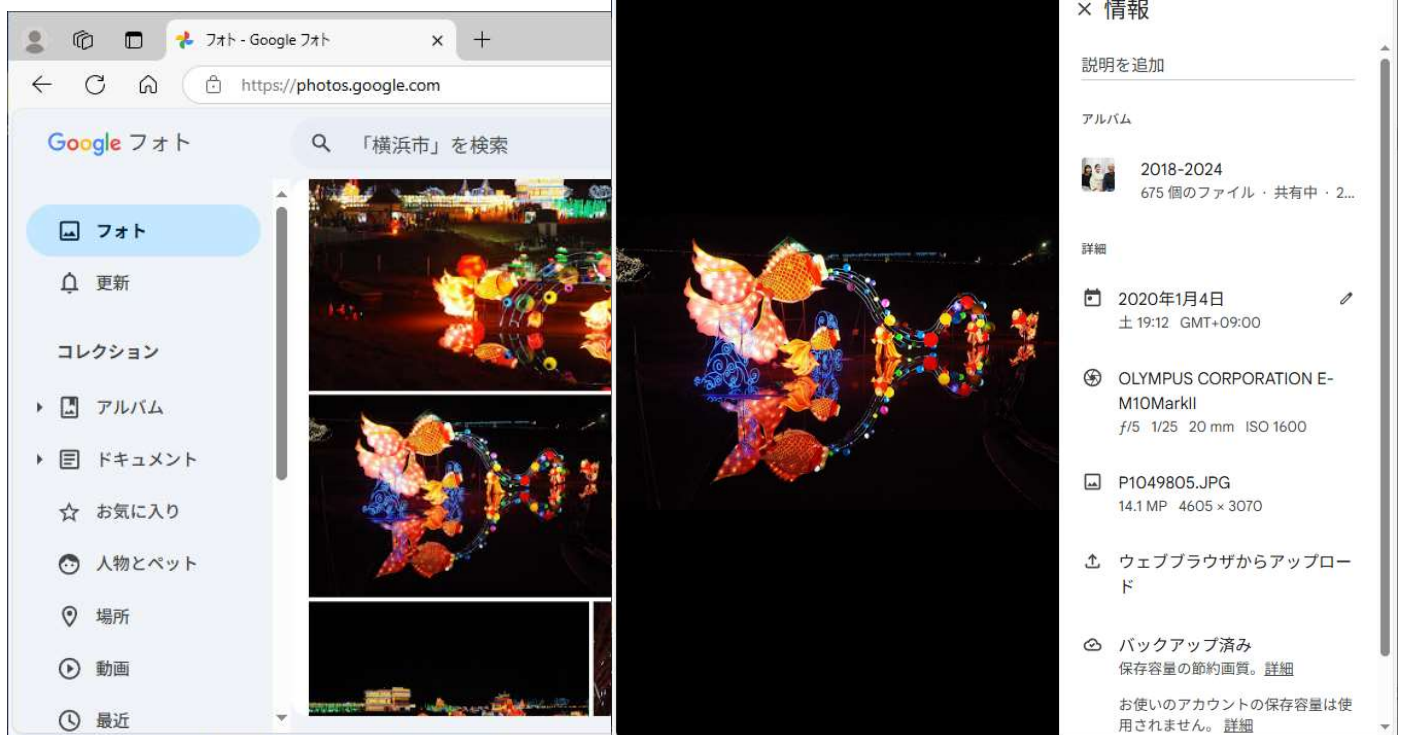 フォト - Google フォト
https://photos.google.com
Google フォト
「横浜市」を検索
フォト
更新
コレクション
アルバム
ドキュメント
お気に入り
人物とペット
場所
動画
最近
情報
説明を追加
アルバム
2018-2024
675 個のファイル · 共有中 · 2...
詳細
2020年1月4日
土 19:12 GMT+09:00
OLYMPUS CORPORATION E-
M10MarkII
ƒ/5 1/25 20 mm ISO 1600
P1049805.JPG
14.1 MP 4605 × 3070
ウェブブラウザからアップロー
ド
バックアップ済み
保存容量の節約画質。詳細
お使いのアカウントの保存容量は使
用されません。 詳細